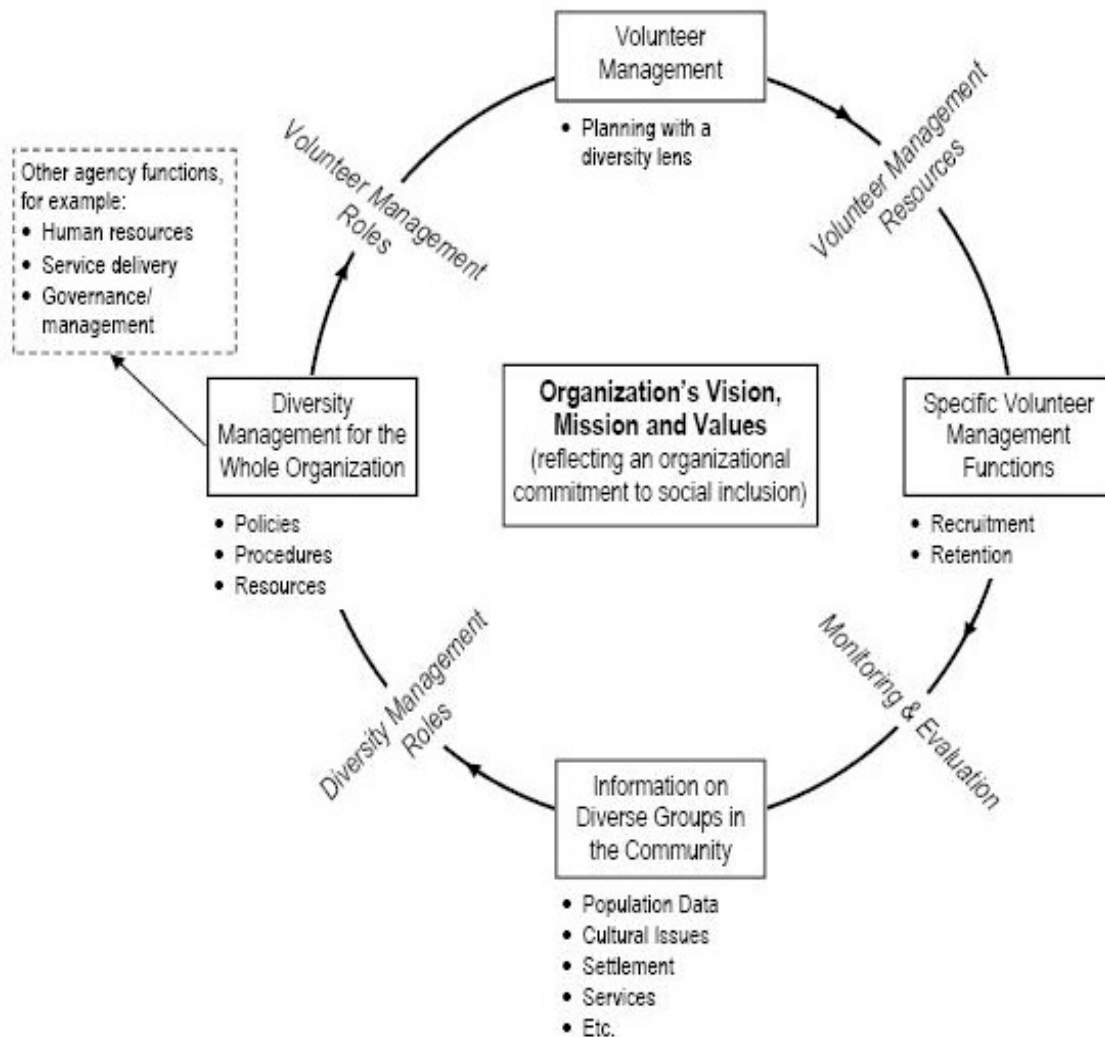 Volunteer
Management
• Planning with a
diversity lens
Volunteer Management
Resources
Volunteer Management
Roles
Other agency functions,
for example:
• Human resources
• Service delivery
• Governance/
management
Diversity
Management for the
Whole Organization
• Policies
• Procedures
• Resources
Organization's Vision,
Mission and Values
(reflecting an organizational
commitment to social inclusion)
Specific Volunteer
Management
Functions
• Recruitment
• Retention
Monitoring & Evaluation
Diversity Management
Roles
Information on
Diverse Groups in
the Community
• Population Data
• Cultural Issues
• Settlement
• Services
• Etc.